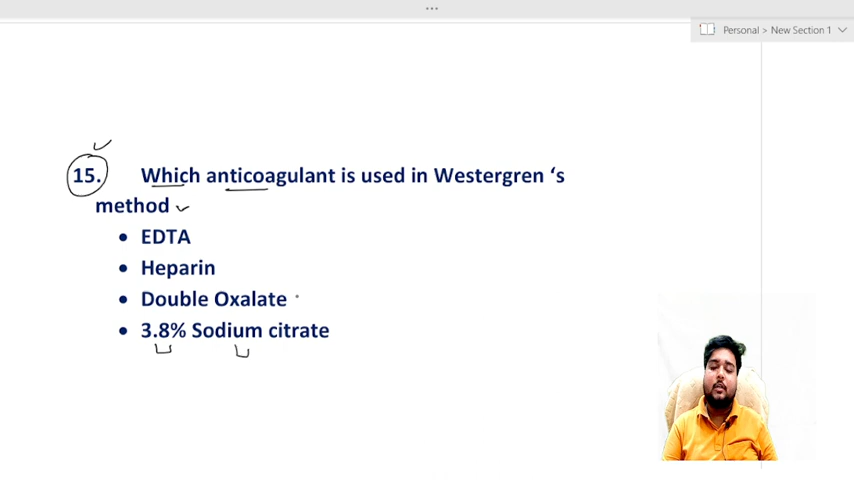 Personal > New Section 1
15. Which anticoagulant is used in Westergren ‘s
method
• EDTA
• Heparin
• Double Oxalate
• 3.8% Sodium citrate